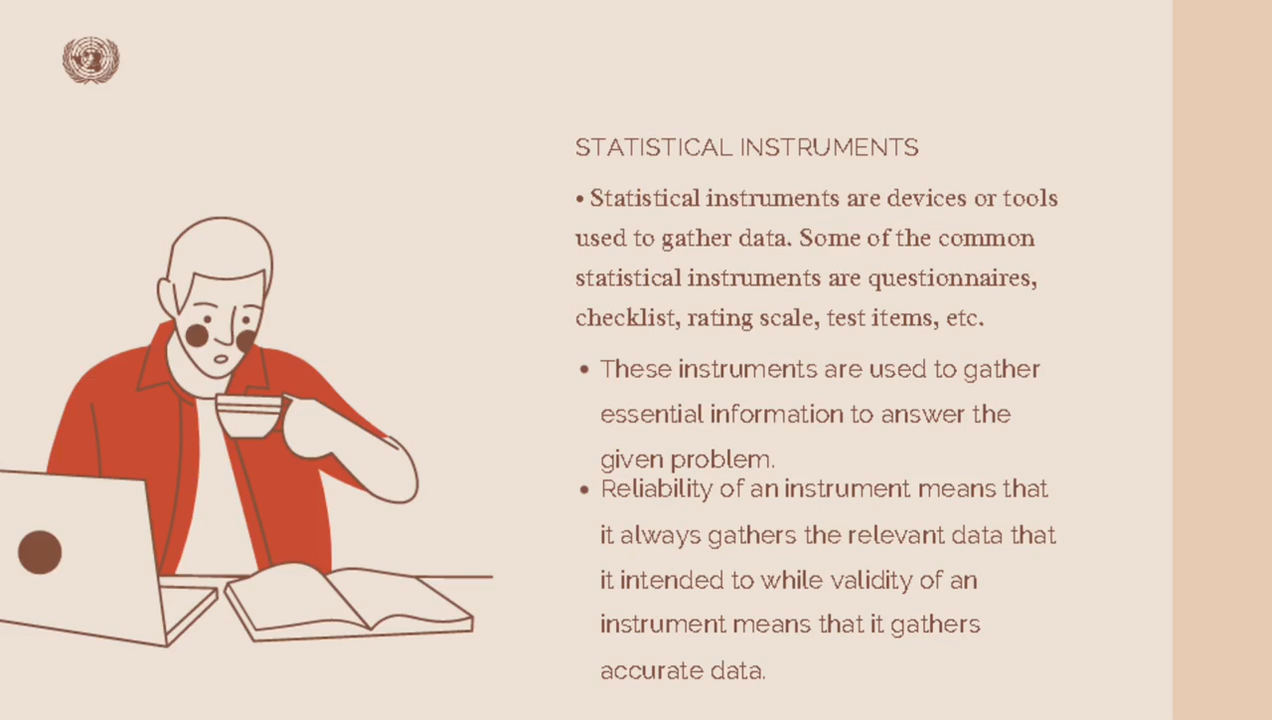 STATISTICAL INSTRUMENTS
• Statistical instruments are devices or tools
used to gather data. Some of the common
statistical instruments are questionnaires,
checklist, rating scale, test items, etc.
• These instruments are used to gather
essential information to answer the
given problem.
• Reliability of an instrument means that
it always gathers the relevant data that
it intended to while validity of an
instrument means that it gathers
accurate data.